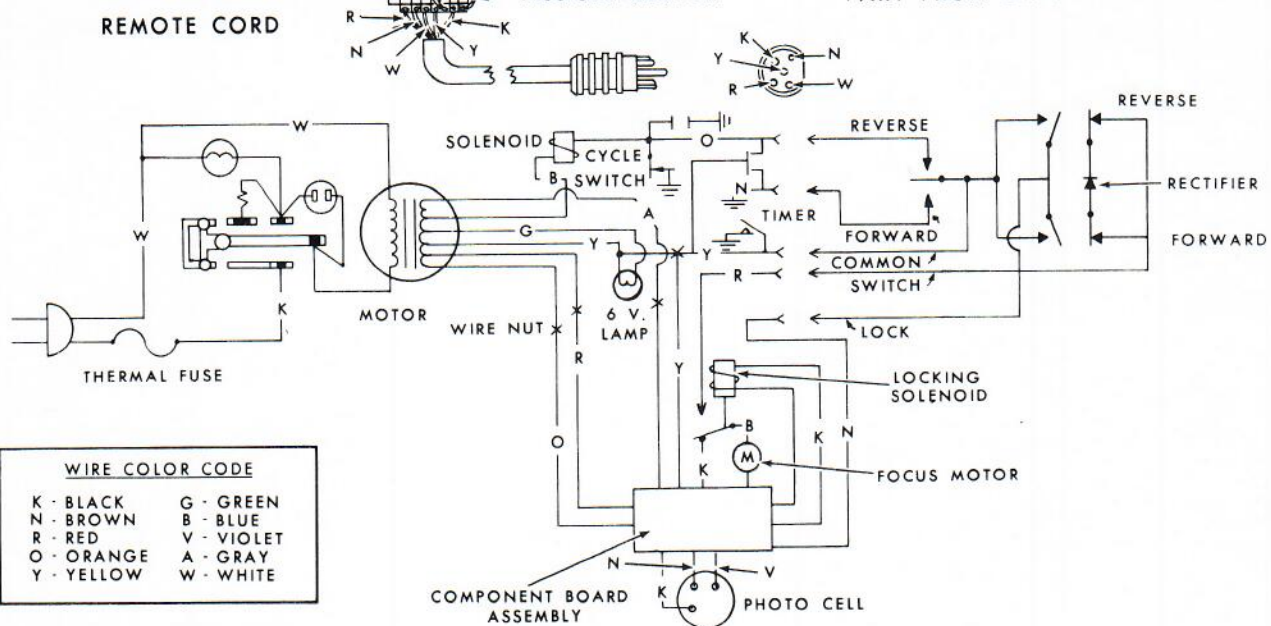 REMOTE CORD
R
N
W
Y
K
K
Y
R
N
W
W
W
K
THERMAL FUSE
MOTOR
SOLENOID
CYCLE
SWITCH
B
O
N
A
G
Y
Y
R
TIMER
6 V.
LAMP
WIRE NUT
R
O
Y
REVERSE
FORWARD
COMMON
SWITCH
LOCK
REVERSE
RECTIFIER
FORWARD
LOCKING
SOLENOID
B
K
M
K
N
FOCUS MOTOR
N
V
K
PHOTO CELL
COMPONENT BOARD
ASSEMBLY
WIRE COLOR CODE
K - BLACK G - GREEN
N - BROWN B - BLUE
R - RED V - VIOLET
O - ORANGE A - GRAY
Y - YELLOW W - WHITE